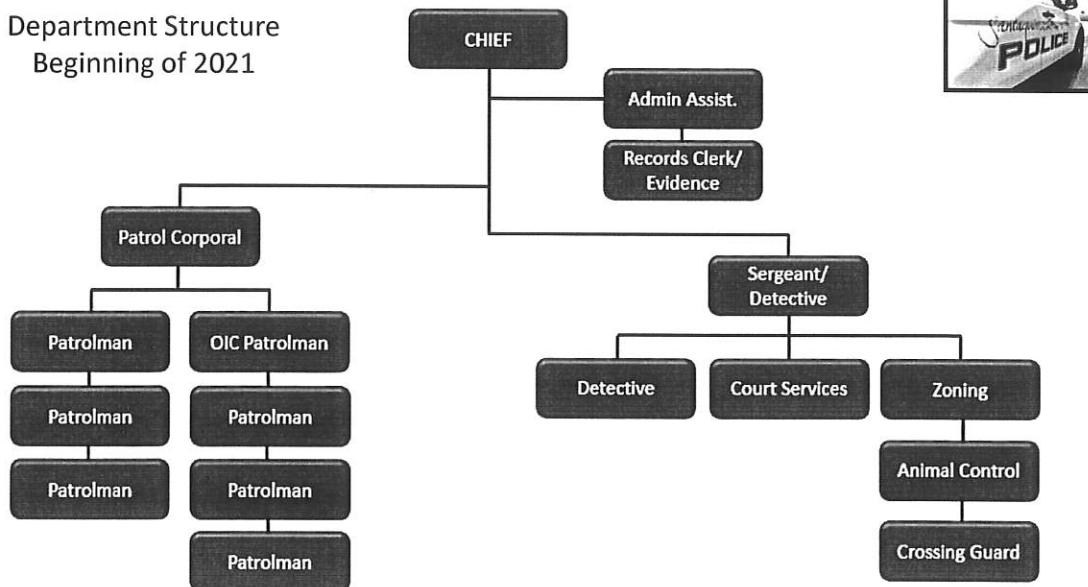 Department Structure
Beginning of 2021
CHIEF
POLICE
Admin Assist.
Records Clerk/
Evidence
Patrol Corporal
Sergeant/
Detective
Patrolman
OIC Patrolman
Detective
Court Services
Zoning
Patrolman
Patrolman
Patrolman
Patrolman
Animal Control
Patrolman
Crossing Guard